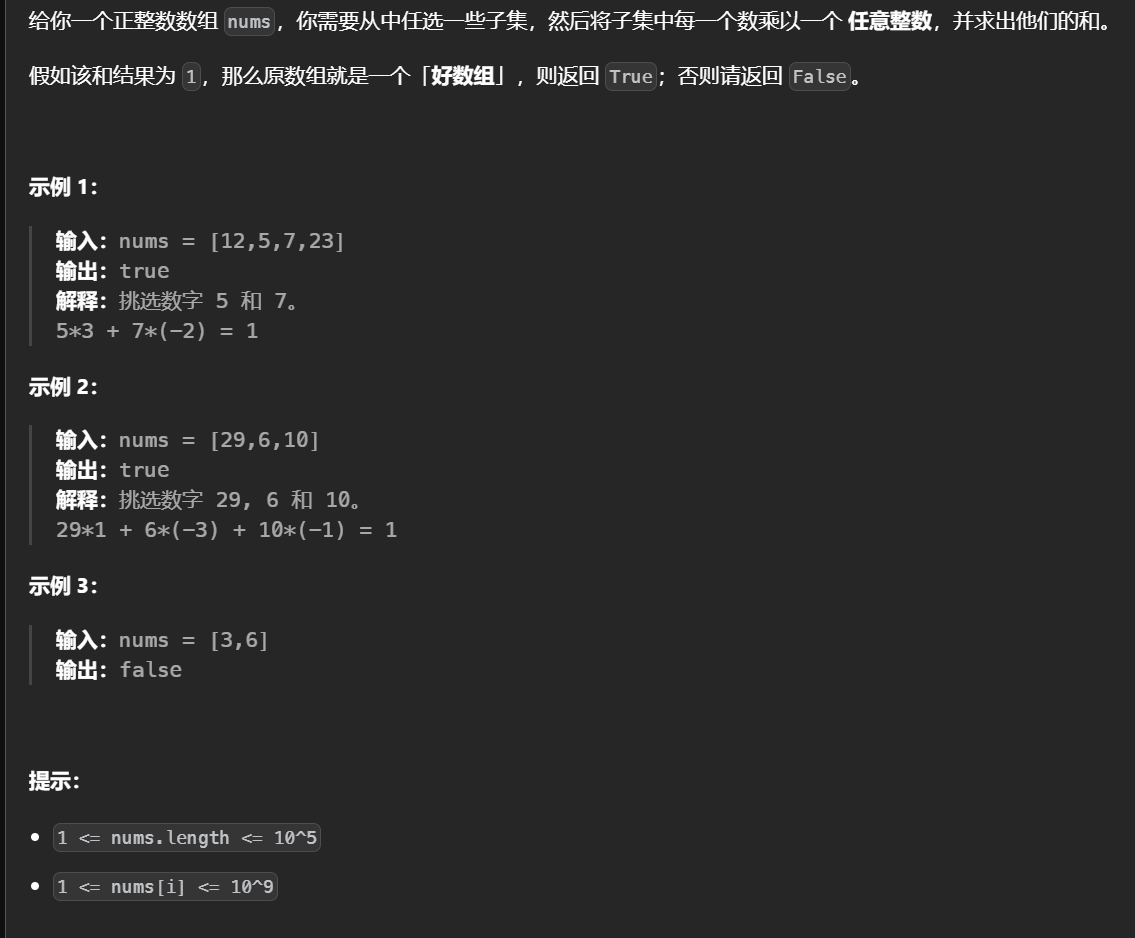 给你一个正整数数组 nums，你需要从中任选一些子集，然后将子集中每一个数乘以一个 任意整数，并求出他们的和。
假如该和结果为 1，那么原数组就是一个「好数组」，则返回 True；否则请返回 False。
示例 1：
输入：nums = [12,5,7,23]
输出：true
解释：挑选数字 5 和 7。
5*3 + 7*(-2) = 1
示例 2：
输入：nums = [29,6,10]
输出：true
解释：挑选数字 29, 6 和 10。
29*1 + 6*(-3) + 10*(-1) = 1
示例 3：
输入：nums = [3,6]
输出：false
提示：
• 1 <= nums.length <= 10^5
• 1 <= nums[i] <= 10^9